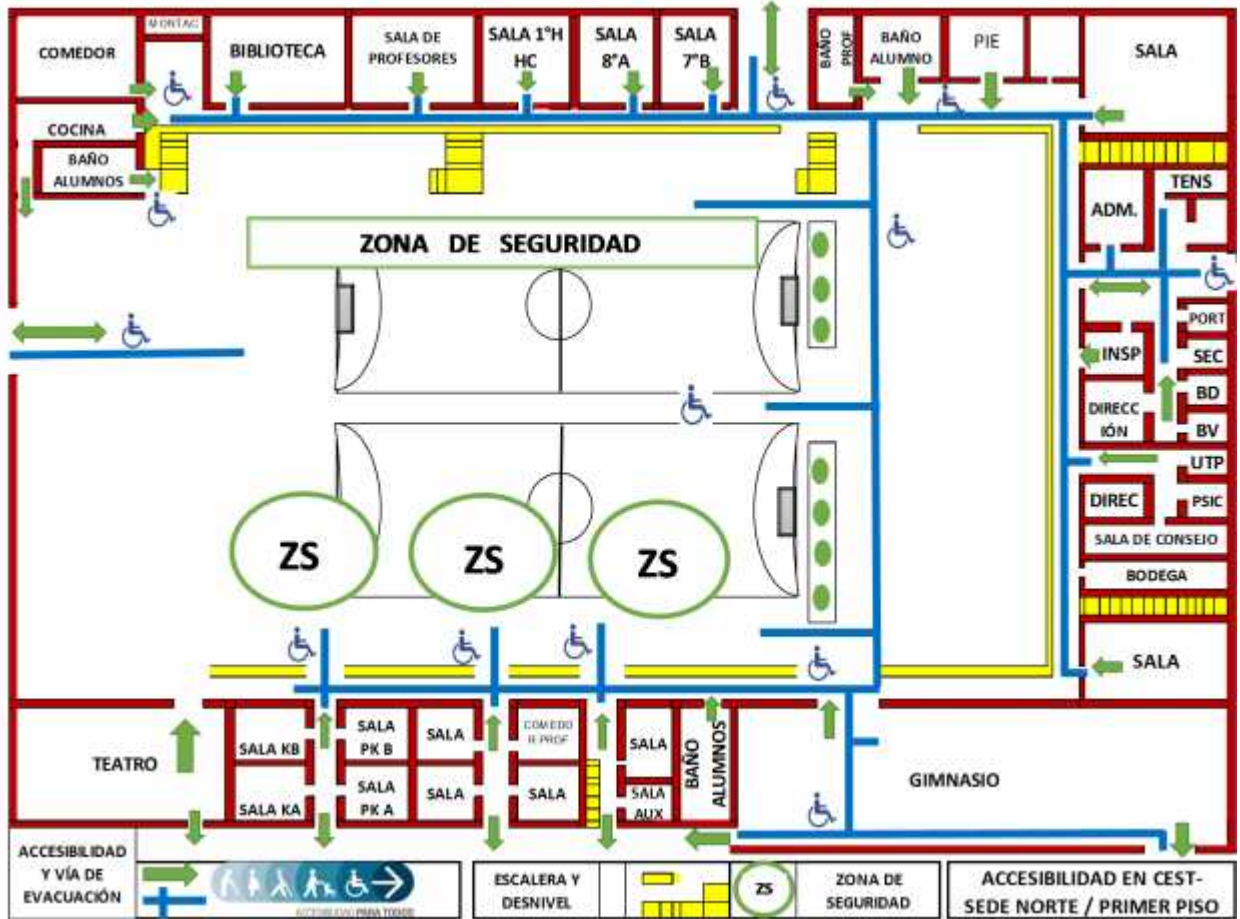 MONTAC
COMEDOR
BIBLIOTECA
SALA DE
PROFESORES
SALA 1°H
HC
SALA
8°A
SALA
7°B
BAÑO
PROF
BAÑO
ALUMNO
PIE
SALA
COCINA
BAÑO
ALUMNOS
TENS
ADM.
ZONA DE SEGURIDAD
PORT
INSP
SEC
DIRECC
IÓN
BD
BV
UTP
DIREC
PSIC
SALA DE CONSEJO
BODEGA
ZS
ZS
ZS
SALA
TEATRO
SALA KB
SALA
PK B
SALA
COMEDO
R PROF
SALA
BAÑO
ALUMNOS
GIMNASIO
SALA KA
SALA
PK A
SALA
SALA
SALA
AUX
ACCESIBILIDAD
Y VÍA DE
EVACUACIÓN
ACCESIBILIDAD PARA TODOS
ESCALERA Y
DESNIVEL
ZS
ZONA DE
SEGURIDAD
ACCESIBILIDAD EN CEST-
SEDE NORTE / PRIMER PISO